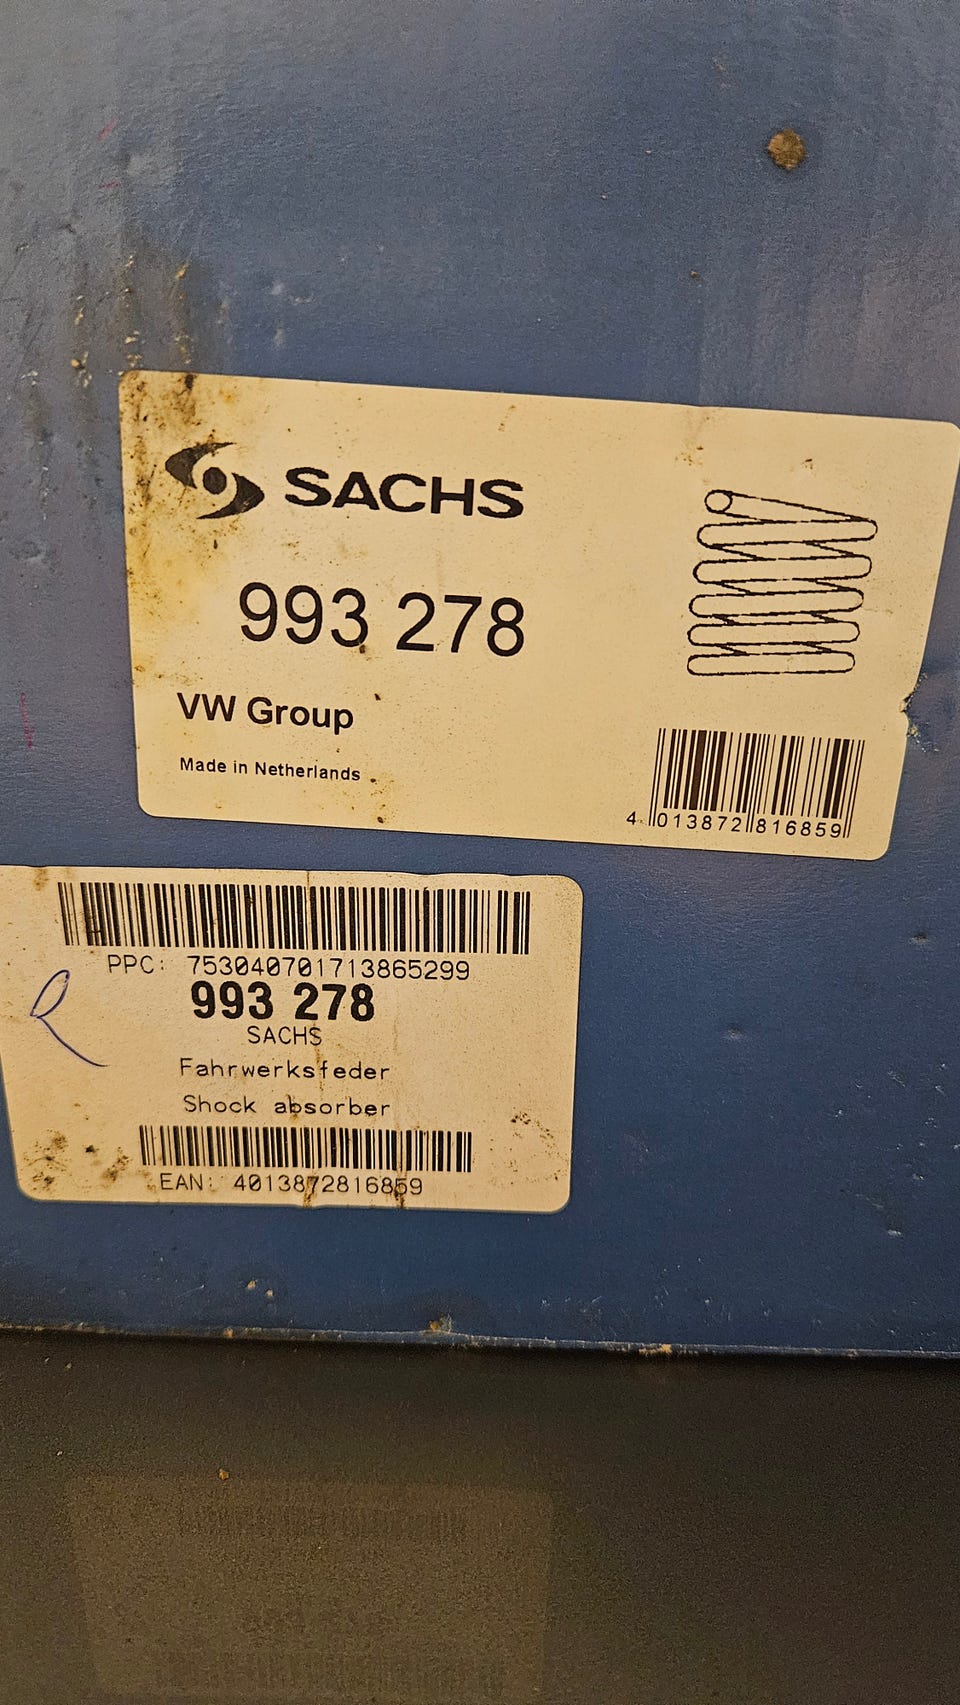 SACHS
993 278
VW Group
Made in Netherlands
4 013872 816859
PPC: 753040701713865299
993 278
SACHS
Fahrwerksfeder
Shock absorber
EAN: 4013872816859